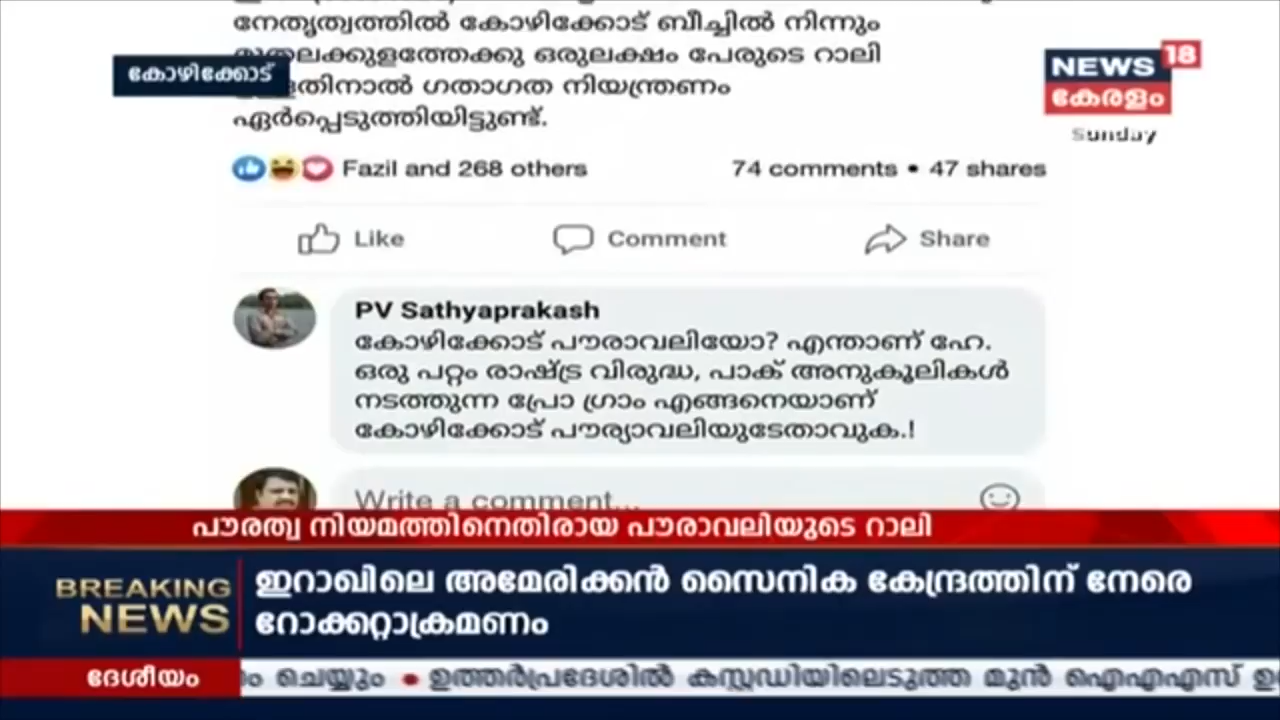 നേതൃത്വത്തിൽ കോഴിക്കോട് ബീച്ചിൽ നിന്നും
മുതലക്കുളത്തേക്കു ഒരുലക്ഷം പേരുടെ റാലി
കോഴിക്കോട്
ഗതാഗത നിയന്ത്രണം
ഏർപ്പെടുത്തിയിട്ടുണ്ട്.
NEWS 18
കേരളം
Sunday
Fazil and 268 others 74 comments • 47 shares
Like Comment Share
PV Sathyaprakash
കോഴിക്കോട് പൗരാവലിയോ? എന്താണ് ഹേ.
ഒരു പറ്റം രാഷ്ട്ര വിരുദ്ധ, പാക് അനുകൂലികൾ
നടത്തുന്ന പ്രോ ഗ്രാം എങ്ങനെയാണ്
കോഴിക്കോട് പൗര്യാവലിയുടേതാവുക.!
Write a comment...
പൗരത്വ നിയമത്തിനെതിരായ പൗരാവലിയുടെ റാലി
BREAKING NEWS
ഇറാഖിലെ അമേരിക്കൻ സൈനിക കേന്ദ്രത്തിന് നേരെ
റോക്കറ്റാക്രമണം
ദേശീയം
ചെയ്യും • ഉത്തർപ്രദേശിൽ കസ്റ്റഡിയിലെടുത്ത മുൻ ഐഎഎസ്